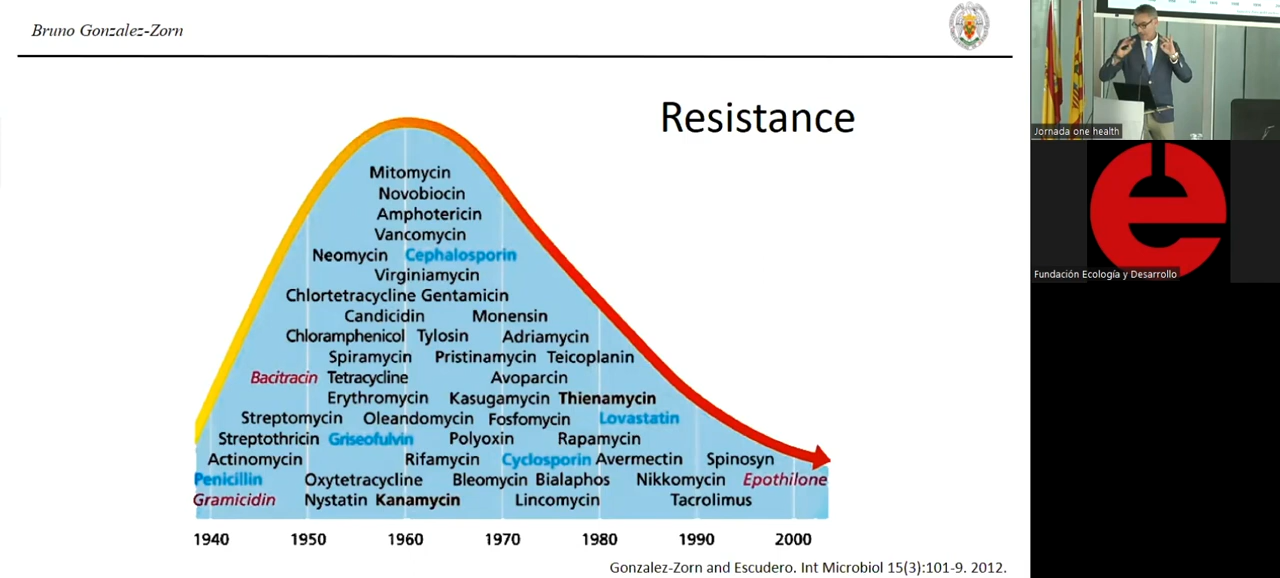 Bruno Gonzalez-Zorn
Resistance
Mitomycin
Novobiocin
Amphotericin
Vancomycin
Neomycin Cephalosporin
Virginiamycin
Chlortetracycline Gentamicin
Candicidin Monensin
Chloramphenicol Tylosin Adriamycin
Spiramycin Pristinamycin Teicoplanin
Bacitracin Tetracycline Avoparcin
Erythromycin Kasugamycin Thienamycin
Streptomycin Oleandomycin Fosfomycin Lovastatin
Streptothricin Griseofulvin Polyoxin Rapamycin
Actinomycin Rifamycin Cyclosporin Avermectin Spinosyn
Penicillin Oxytetracycline Bleomycin Bialaphos Nikkomycin Epothilone
Gramicidin Nystatin Kanamycin Lincomycin Tacrolimus
1940 1950 1960 1970 1980 1990 2000
Gonzalez-Zorn and Escudero. Int Microbiol 15(3):101-9. 2012.
Jornada one health
Fundación Ecología y Desarrollo